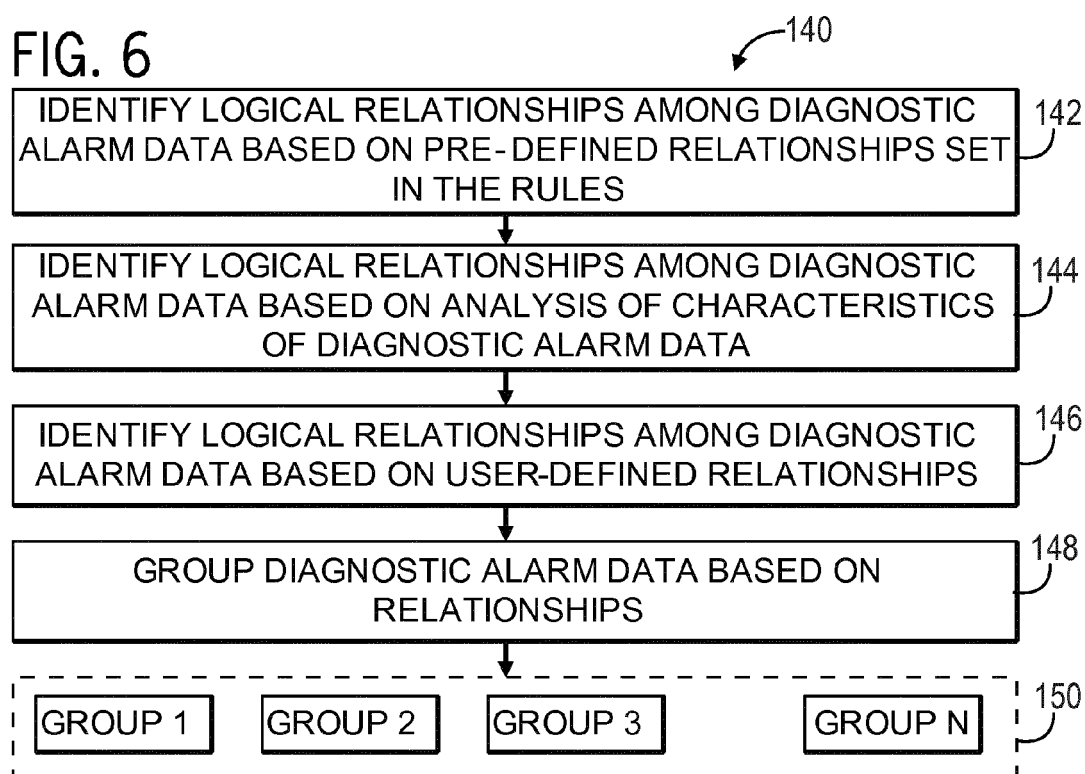 FIG. 6
140
IDENTIFY LOGICAL RELATIONSHIPS AMONG DIAGNOSTIC
ALARM DATA BASED ON PRE-DEFINED RELATIONSHIPS SET
IN THE RULES
142
IDENTIFY LOGICAL RELATIONSHIPS AMONG DIAGNOSTIC
ALARM DATA BASED ON ANALYSIS OF CHARACTERISTICS
OF DIAGNOSTIC ALARM DATA
144
IDENTIFY LOGICAL RELATIONSHIPS AMONG DIAGNOSTIC
ALARM DATA BASED ON USER-DEFINED RELATIONSHIPS
146
GROUP DIAGNOSTIC ALARM DATA BASED ON
RELATIONSHIPS
148
GROUP 1
GROUP 2
GROUP 3
GROUP N
150